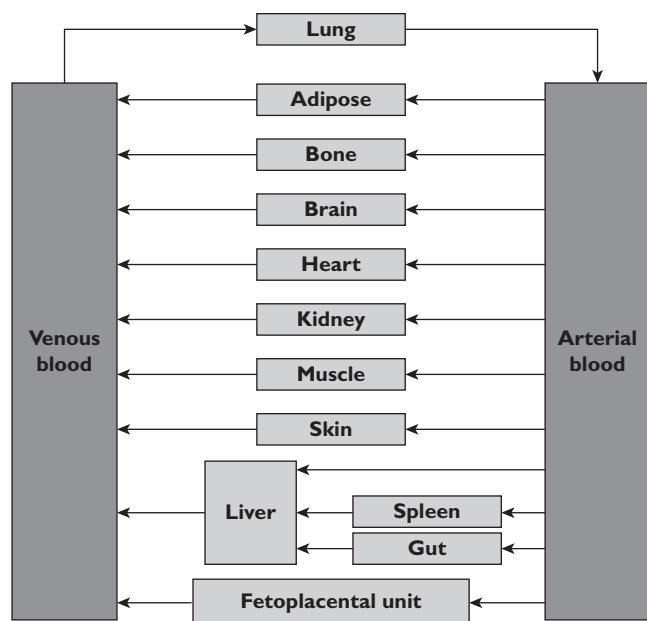 Lung
Adipose
Bone
Brain
Heart
Kidney
Venous
blood
Arterial
blood
Muscle
Skin
Liver
Spleen
Gut
Fetoplacental unit